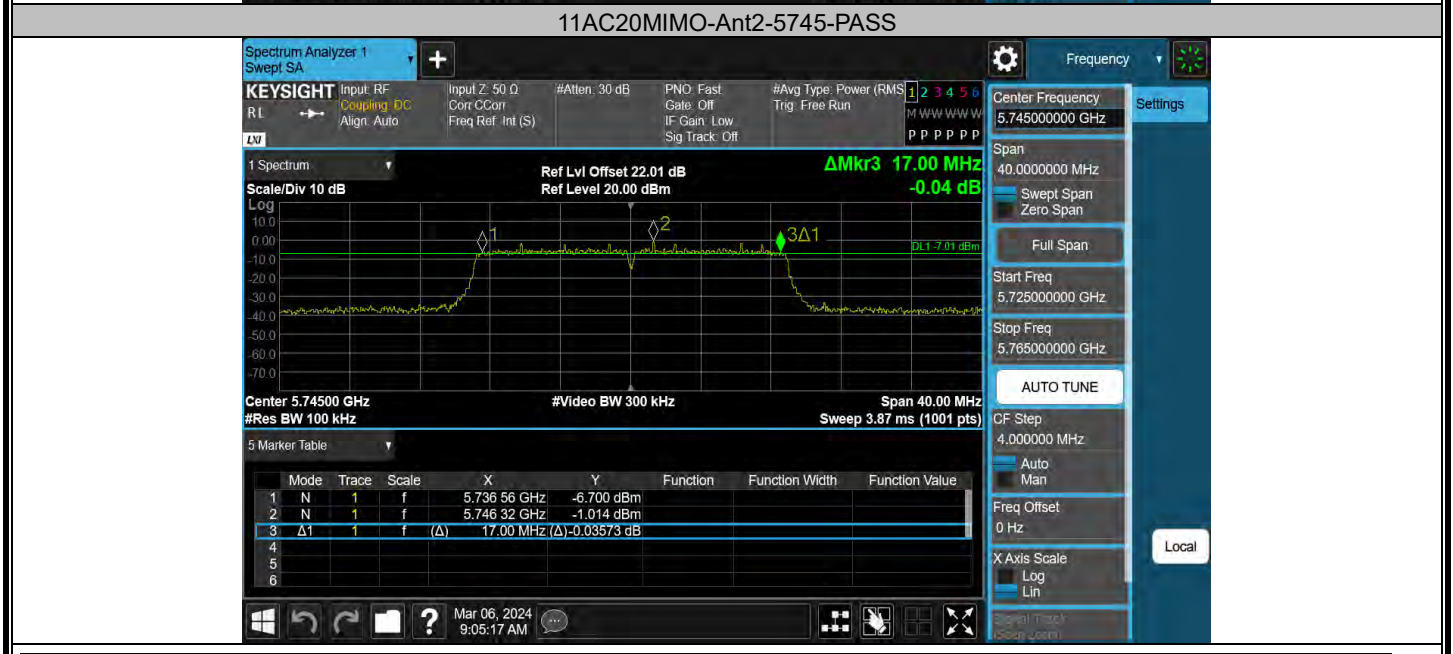 11AC20MIMO-Ant2-5745-PASS
Spectrum Analyzer 1
Swept SA
+
Frequency
KEYSIGHT
RL
LXI
Input: RF
Coupling: DC
Align: Auto
Input Z: 50 Ω
Corr CCorr
Freq Ref: Int (S)
#Atten: 30 dB
PNO: Fast
Gate: Off
IF Gain: Low
Sig Track: Off
#Avg Type: Power (RMS
Trig: Free Run
1 2 3 4 5 6
M W W W W W
P P P P P P
Center Frequency
5.745000000 GHz
Settings
1 Spectrum
Scale/Div 10 dB
Ref Lvl Offset 22.01 dB
Ref Level 20.00 dBm
ΔMkr3 17.00 MHz
-0.04 dB
Span
40.0000000 MHz
Swept Span
Zero Span
Full Span
Log
10.0
0.00
-10.0
-20.0
-30.0
-40.0
-50.0
-60.0
-70.0
1
2
3Δ1
DL1 -7.01 dBm
Start Freq
5.725000000 GHz
Stop Freq
5.765000000 GHz
AUTO TUNE
Center 5.74500 GHz
#Video BW 300 kHz
Span 40.00 MHz
#Res BW 100 kHz
Sweep 3.87 ms (1001 pts)
CF Step
4.000000 MHz
Auto
Man
5 Marker Table
Mode Trace Scale X Y Function Function Width Function Value
1 N 1 f 5.736 56 GHz -6.700 dBm
2 N 1 f 5.746 32 GHz -1.014 dBm
3 Δ1 1 f (Δ) 17.00 MHz (Δ) -0.03573 dB
4
5
6
Freq Offset
0 Hz
X Axis Scale
Log
Lin
Local
Signal Track
(Span Zoom)
?
Mar 06, 2024
9:05:17 AM